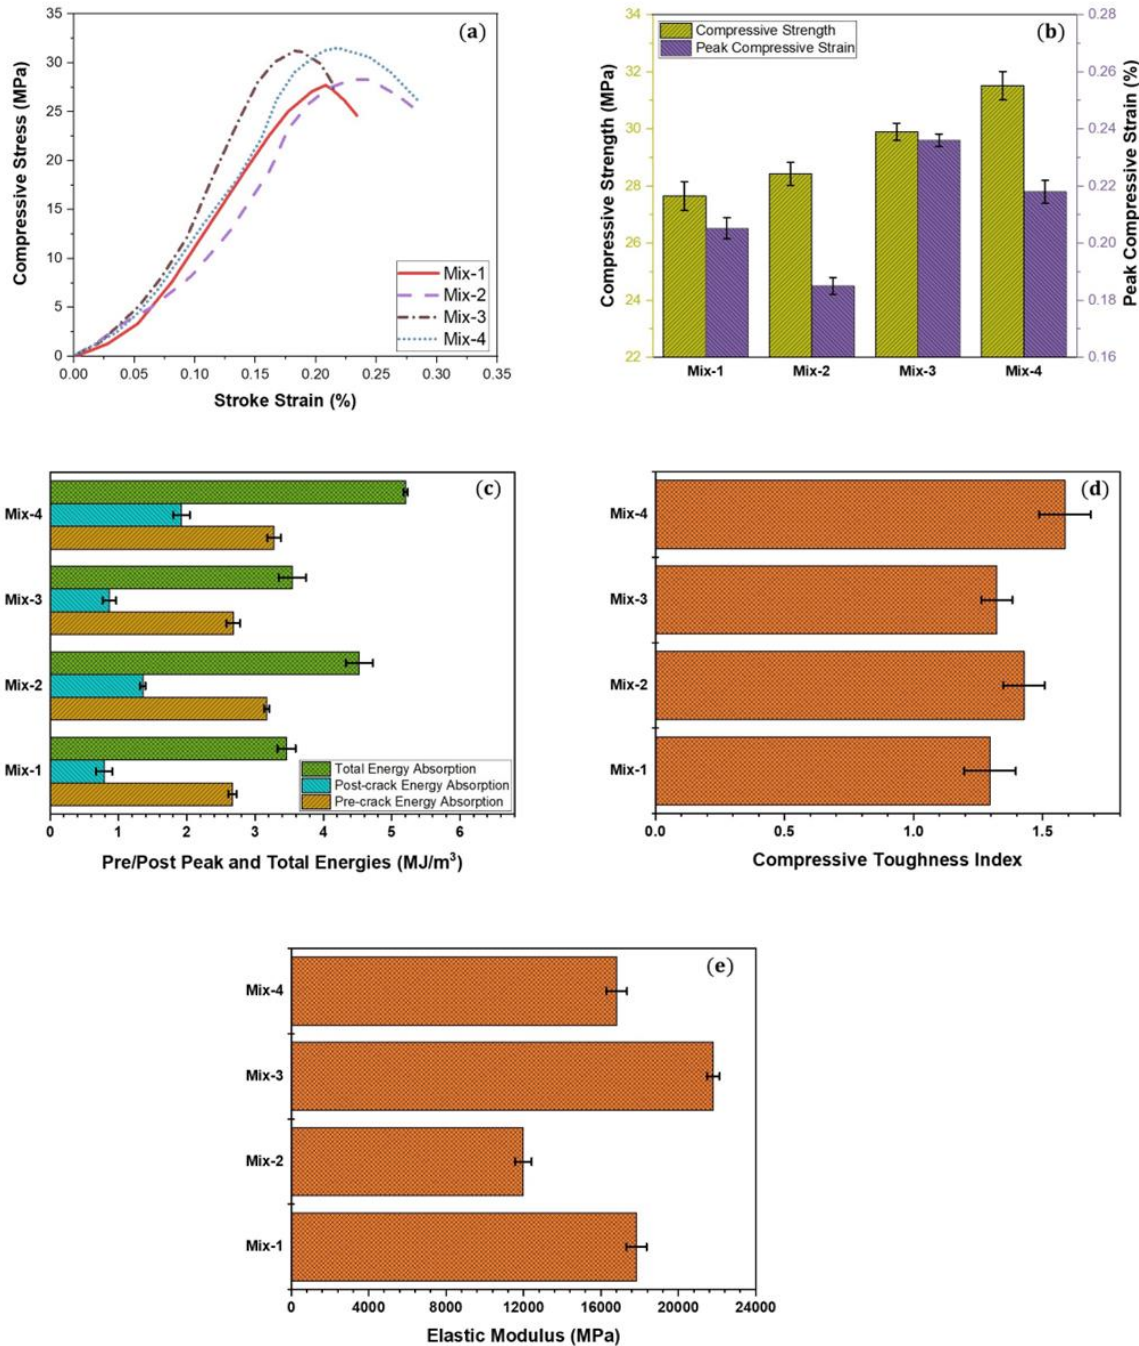 (a)
Compressive Stress (MPa)
35
30
25
20
15
10
5
0
Mix-1
Mix-2
Mix-3
Mix-4
0.00 0.05 0.10 0.15 0.20 0.25 0.30 0.35
Stroke Strain (%)
(b)
Compressive Strength
Peak Compressive Strain
Compressive Strength (MPa)
34
32
30
28
26
24
22
Peak Compressive Strain (%)
0.28
0.26
0.24
0.22
0.20
0.18
0.16
Mix-1 Mix-2 Mix-3 Mix-4
(c)
Mix-4
Mix-3
Mix-2
Mix-1
Total Energy Absorption
Post-crack Energy Absorption
Pre-crack Energy Absorption
0 1 2 3 4 5 6
Pre/Post Peak and Total Energies (MJ/m³)
(d)
Mix-4
Mix-3
Mix-2
Mix-1
0.0 0.5 1.0 1.5
Compressive Toughness Index
(e)
Mix-4
Mix-3
Mix-2
Mix-1
0 4000 8000 12000 16000 20000 24000
Elastic Modulus (MPa)